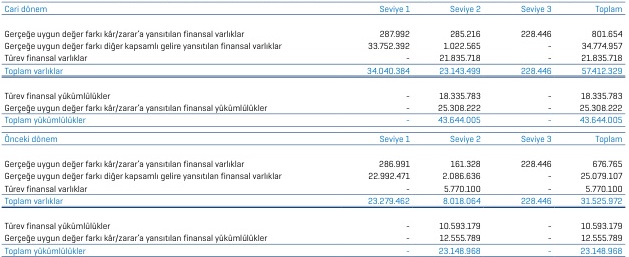 Cari dönem Seviye 1 Seviye 2 Seviye 3 Toplam
Gerçeğe uygun değer farkı kâr/zarar'a yansıtılan finansal varlıklar 287.992 285.216 228.446 801.654
Gerçeğe uygun değer farkı diğer kapsamlı gelire yansıtılan finansal varlıklar 33.752.392 1.022.565 - 34.774.957
Türev finansal varlıklar - 21.835.718 - 21.835.718
Toplam varlıklar 34.040.384 23.143.499 228.446 57.412.329
Türev finansal yükümlülükler - 18.335.783 - 18.335.783
Gerçeğe uygun değer farkı kâr/zarar'a yansıtılan finansal yükümlülükler - 25.308.222 - 25.308.222
Toplam yükümlülükler - 43.644.005 - 43.644.005
Önceki dönem Seviye 1 Seviye 2 Seviye 3 Toplam
Gerçeğe uygun değer farkı kâr/zarar'a yansıtılan finansal varlıklar 286.991 161.328 228.446 676.765
Gerçeğe uygun değer farkı diğer kapsamlı gelire yansıtılan finansal varlıklar 22.992.471 2.086.636 - 25.079.107
Türev finansal varlıklar - 5.770.100 - 5.770.100
Toplam varlıklar 23.279.462 8.018.064 228.446 31.525.972
Türev finansal yükümlülükler - 10.593.179 - 10.593.179
Gerçeğe uygun değer farkı kâr/zarar'a yansıtılan finansal yükümlülükler - 12.555.789 - 12.555.789
Toplam yükümlülükler - 23.148.968 - 23.148.968